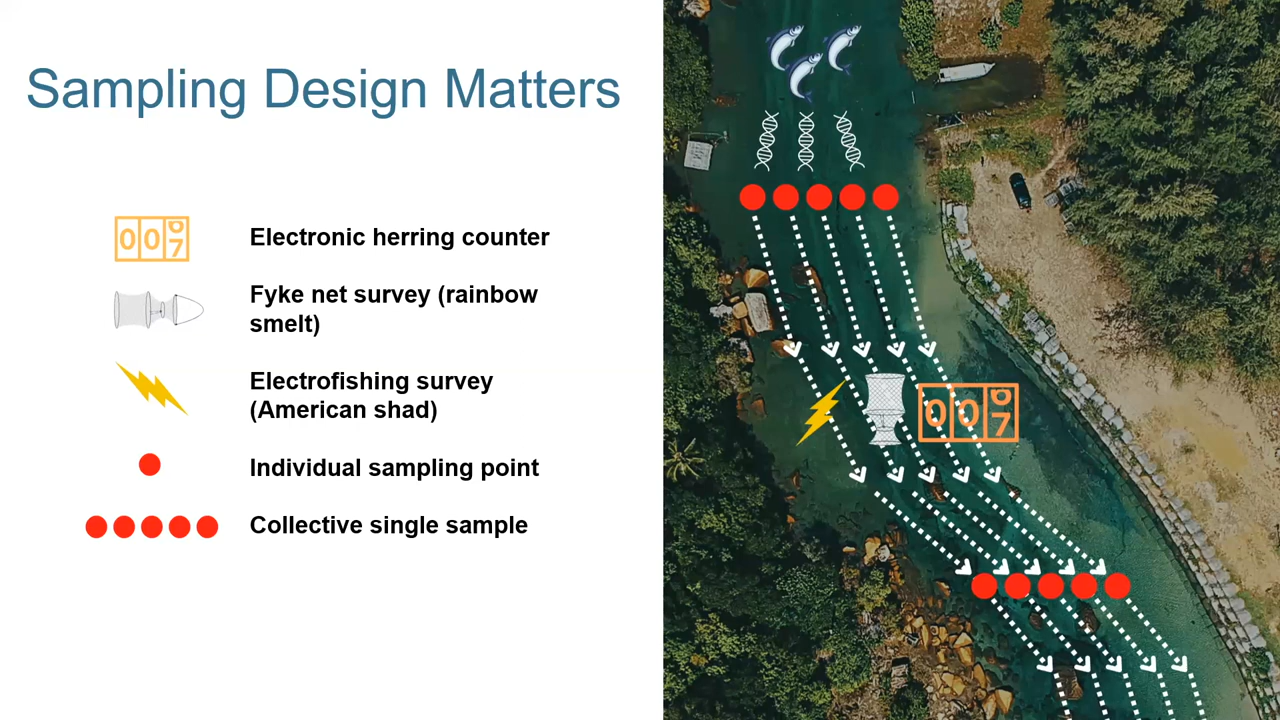 Sampling Design Matters
007
Electronic herring counter
Fyke net survey (rainbow
smelt)
Electrofishing survey
(American shad)
Individual sampling point
Collective single sample
007